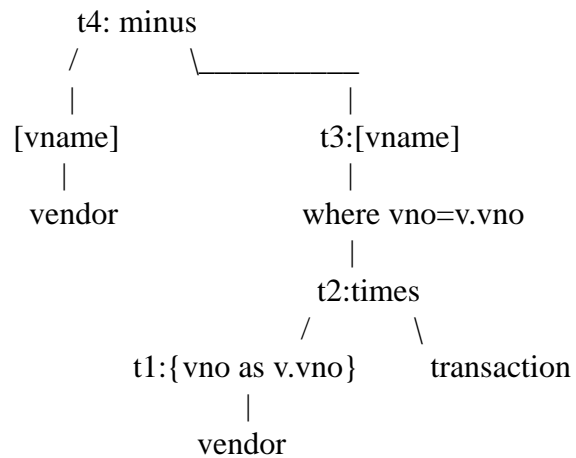 t4: minus
[vname] t3:[vname]
vendor where vno=v.vno
t2:times
t1:{vno as v.vno} transaction
vendor